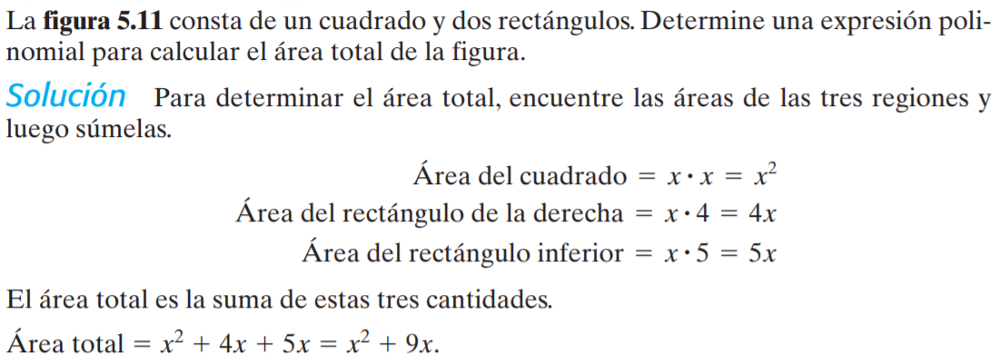 La figura 5.11 consta de un cuadrado y dos rectángulos. Determine una expresión poli-
nomial para calcular el área total de la figura.
Solución Para determinar el área total, encuentre las áreas de las tres regiones y
luego súmelas.
Área del cuadrado = x · x = x²
Área del rectángulo de la derecha = x · 4 = 4x
Área del rectángulo inferior = x · 5 = 5x
El área total es la suma de estas tres cantidades.
Área total = x² + 4x + 5x = x² + 9x.